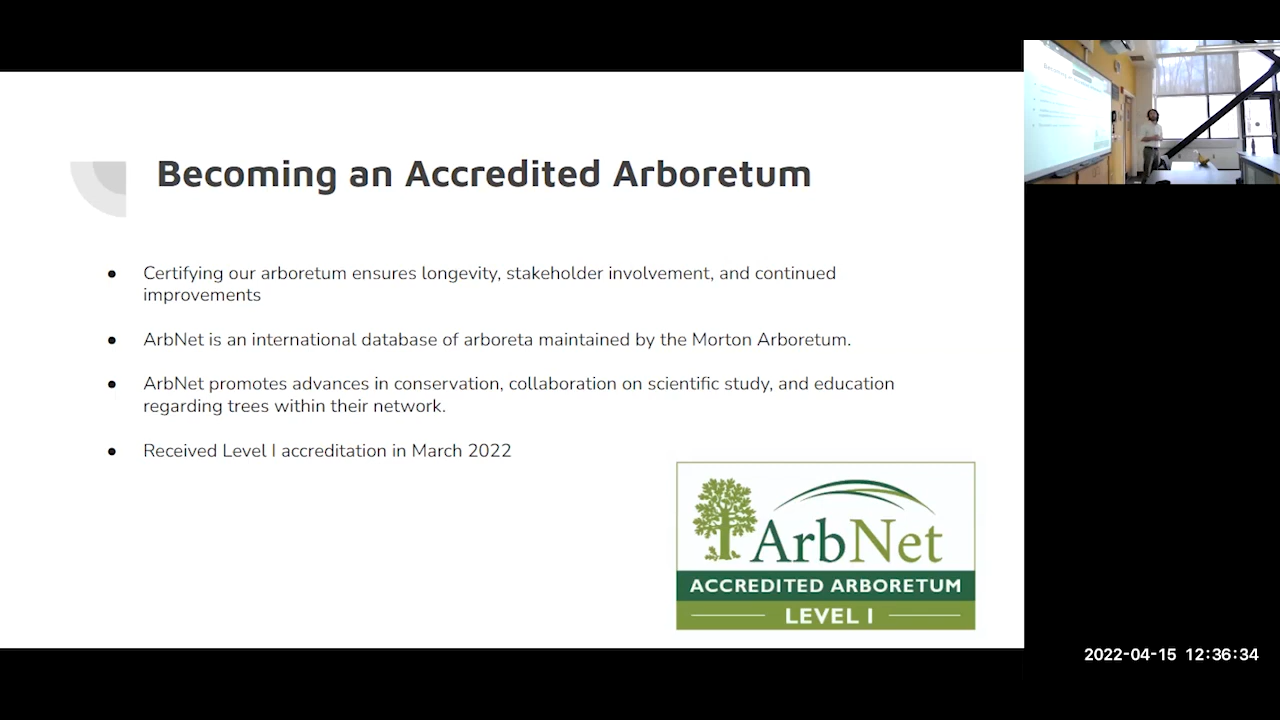 Becoming an Accredited Arboretum
● Certifying our arboretum ensures longevity, stakeholder involvement, and continued
improvements
● ArbNet is an international database of arboreta maintained by the Morton Arboretum.
● ArbNet promotes advances in conservation, collaboration on scientific study, and education
regarding trees within their network.
● Received Level I accreditation in March 2022
ArbNet
ACCREDITED ARBORETUM
LEVEL I
2022-04-15 12:36:34